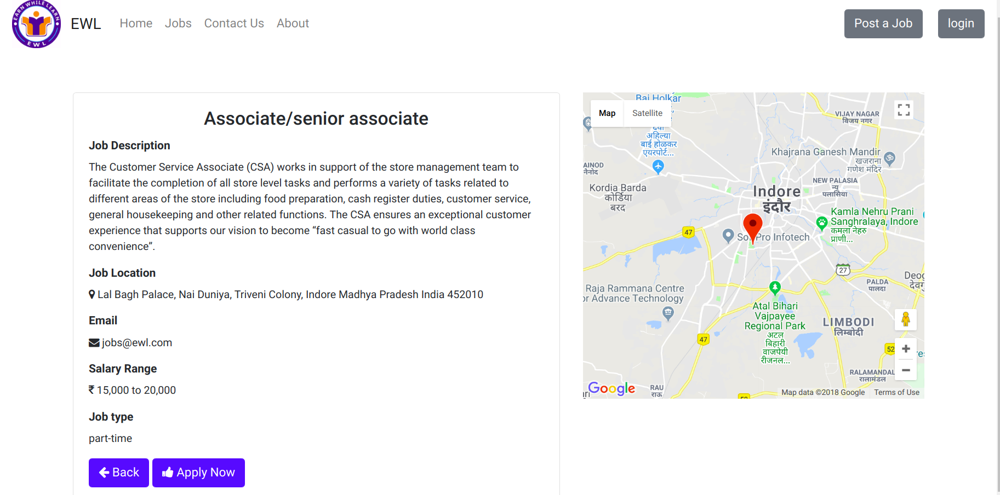 EARN WHILE LEARN
EWL
EWL
Home
Jobs
Contact Us
About
Post a Job
login
Associate/senior associate
Job Description
The Customer Service Associate (CSA) works in support of the store management team to
facilitate the completion of all store level tasks and performs a variety of tasks related to
different areas of the store including food preparation, cash register duties, customer service,
general housekeeping and other related functions. The CSA ensures an exceptional customer
experience that supports our vision to become “fast casual to go with world class
convenience”.
Job Location
Lal Bagh Palace, Nai Duniya, Triveni Colony, Indore Madhya Pradesh India 452010
Email
jobs@ewl.com
Salary Range
₹ 15,000 to 20,000
Job type
part-time
Back
Apply Now
Map
Satellite
अहिल्या
बाई होळकर
एयरपोर्ट...
VIJAY NAGAR
विजय नगर
Khajrana Ganesh Mandir
खजराना
गणेश मंदिर
AINOD
नैनोद
NEW PALASIA
न्यू
पलासिया
Kordia Barda
कोर्डिया
बरद
Indore
इंदौर
Kamla Nehru Prani
Sanghralaya, Indore
कमला नेहरु
प्राणी...
47
Infotech
27
PALDA
पालदा
Raja Rammana Centre
or Advance Technology
Atal Bihari
Vajpayee
Regional Park
अटल
बिहारी
वाजपेयी
रीजनल...
LIMBODI
लिम्बोदी
47
52
RALAMANDAL
रालामंडल
RAU
राऊ
Google
Map data ©2018 Google
Terms of Use